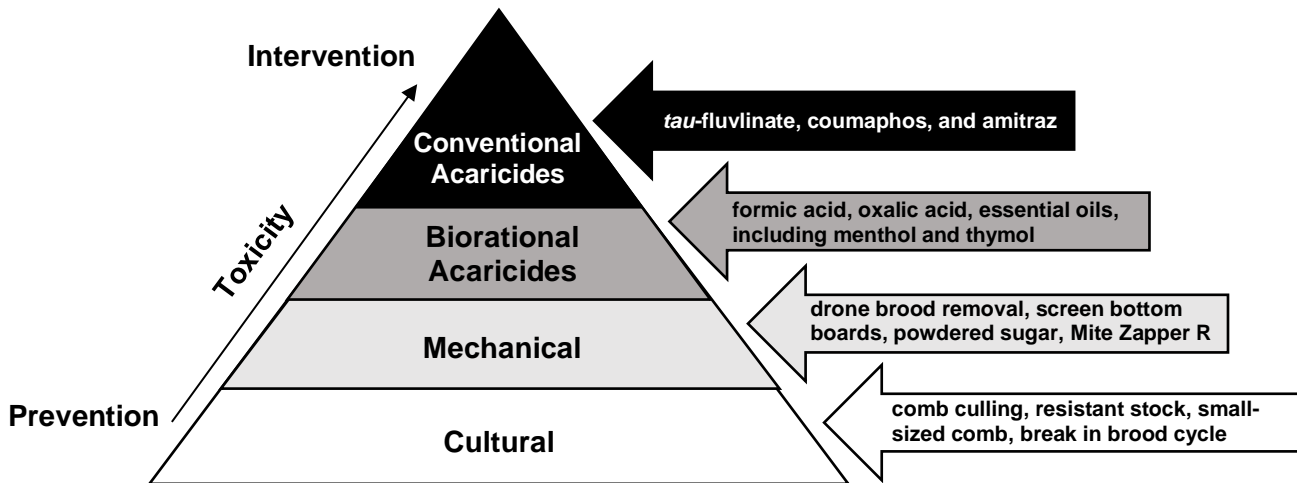 Intervention
Toxicity
Prevention
Conventional
Acaricides
tau-fluvlinate, coumaphos, and amitraz
Biorational
Acaricides
formic acid, oxalic acid, essential oils,
including menthol and thymol
Mechanical
drone brood removal, screen bottom
boards, powdered sugar, Mite Zapper R
Cultural
comb culling, resistant stock, small-
sized comb, break in brood cycle